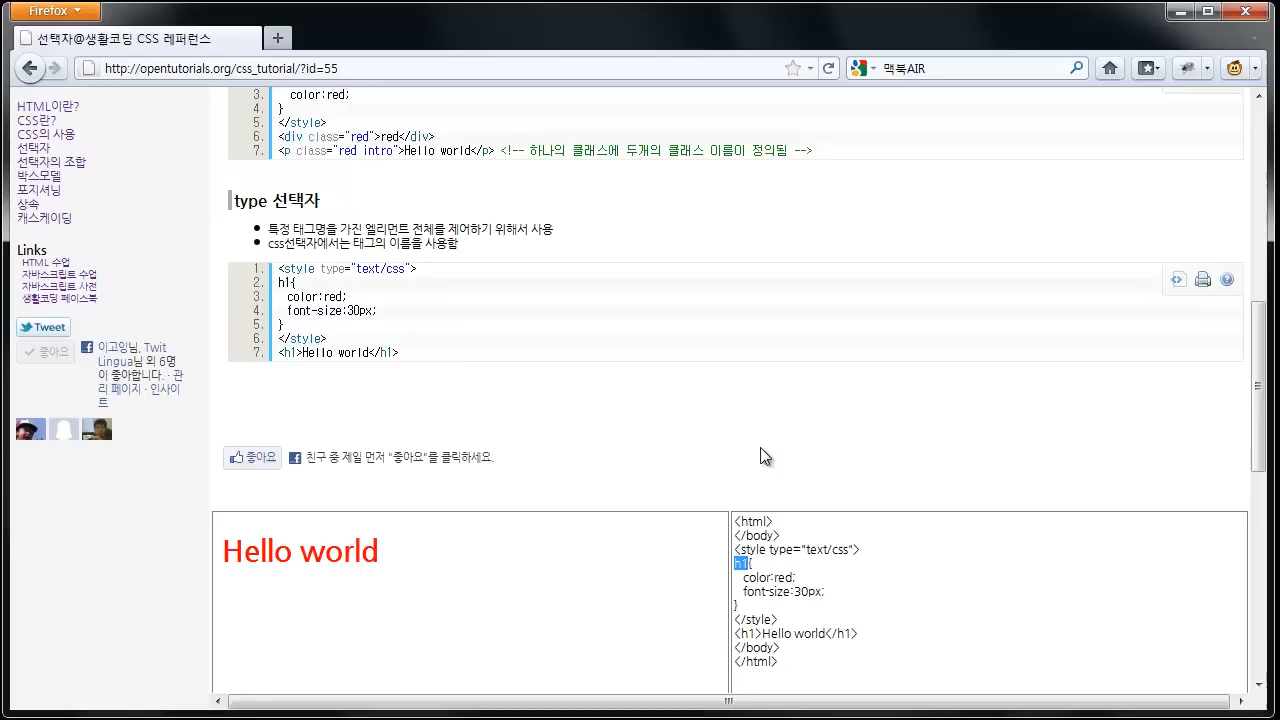 Firefox
선택자@생활코딩 CSS 레퍼런스
http://opentutorials.org/css_tutorial/?id=55
맥북AIR
HTML이란?
CSS란?
CSS의 사용
선택자
선택자의 조합
박스모델
포지셔닝
상속
캐스케이딩
Links
HTML 수업
자바스크립트 수업
자바스크립트 사전
생활코딩 페이스북
Tweet
좋아요
이고잉님, Twit
Lingua님 외 6명
이 좋아합니다. · 관
리 페이지 · 인사이
트
3. color:red;
4. }
5. </style>
6. <div class="red">red</div>
7. <p class="red intro">Hello world</p> <!-- 하나의 클래스에 두개의 클래스 이름이 정의됨 -->
type 선택자
특정 태그명을 가진 엘리먼트 전체를 제어하기 위해서 사용
css선택자에서는 태그의 이름을 사용함
1. <style type="text/css">
2. h1{
3. color:red;
4. font-size:30px;
5. }
6. </style>
7. <h1>Hello world</h1>
좋아요 친구 중 제일 먼저 "좋아요"를 클릭하세요.
Hello world
<html>
</body>
<style type="text/css">
h1{
color:red;
font-size:30px;
}
</style>
<h1>Hello world</h1>
</body>
</html>